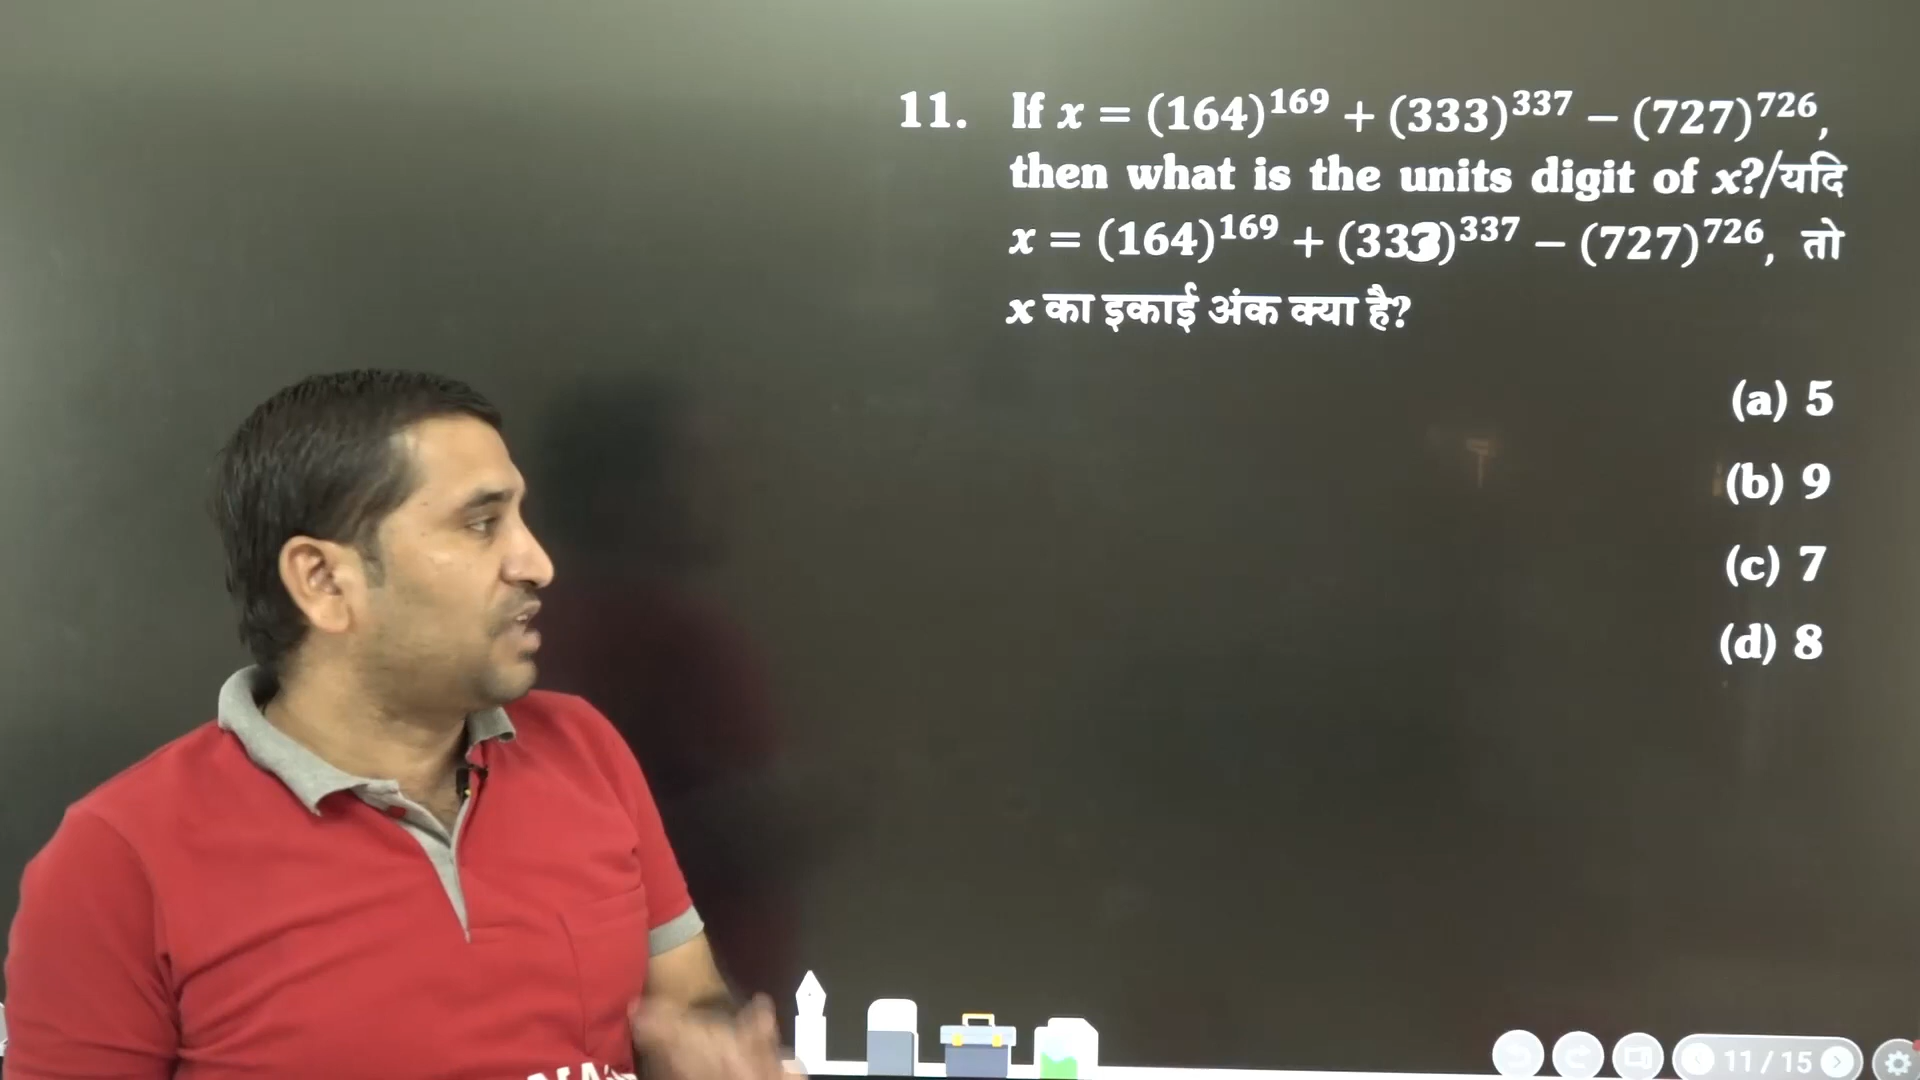 11. If x = (164)^169 + (333)^337 − (727)^726,
then what is the units digit of x?/यदि
x = (164)^169 + (333)^337 − (727)^726, तो
x का इकाई अंक क्या है?
(a) 5
(b) 9
(c) 7
(d) 8
11 / 15